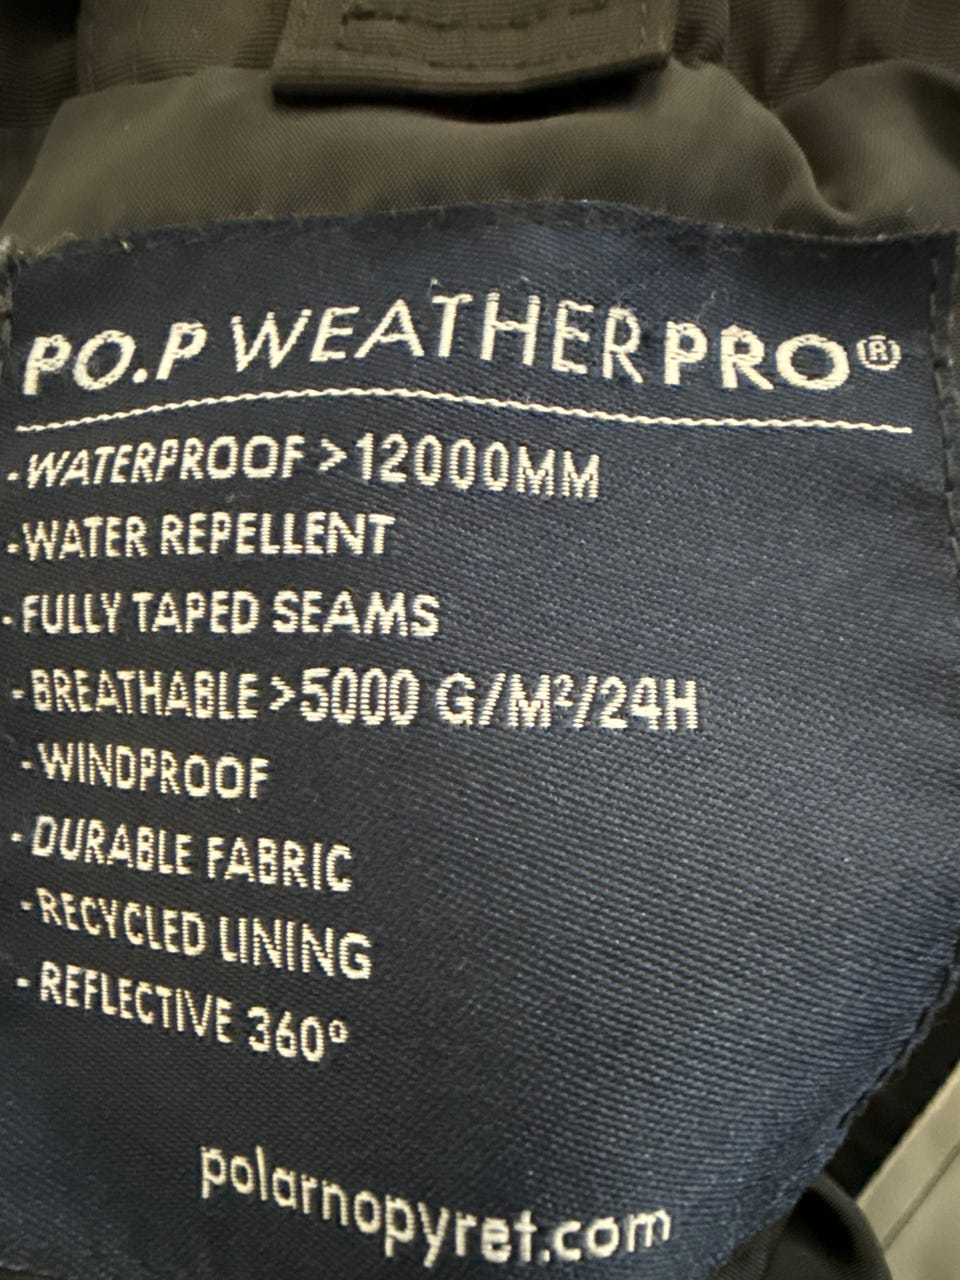 PO.P WEATHERPRO®
-WATERPROOF >12000MM
-WATER REPELLENT
-FULLY TAPED SEAMS
-BREATHABLE >5000 G/M²/24H
-WINDPROOF
-DURABLE FABRIC
-RECYCLED LINING
-REFLECTIVE 360°
polarnopyret.com